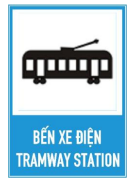 BẾN XE ĐIỆN
TRAMWAY STATION